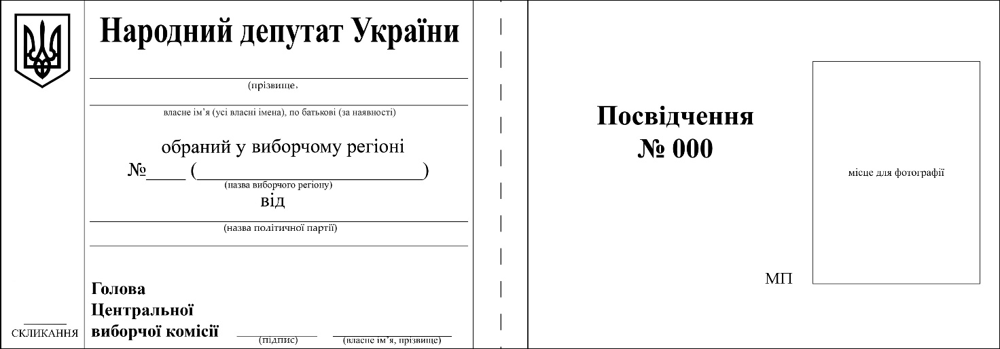 Народний депутат України
(прізвище,
власне ім’я (усі власні імена), по батькові (за наявності)
обраний у виборчому регіоні
№____ (________________________)
(назва виборчого регіону)
від
(назва політичної партії)
Голова
Центральної
виборчої комісії
(підпис) (власне ім’я, прізвище)
СКЛИКАННЯ
Посвідчення
№ 000
місце для фотографії
МП